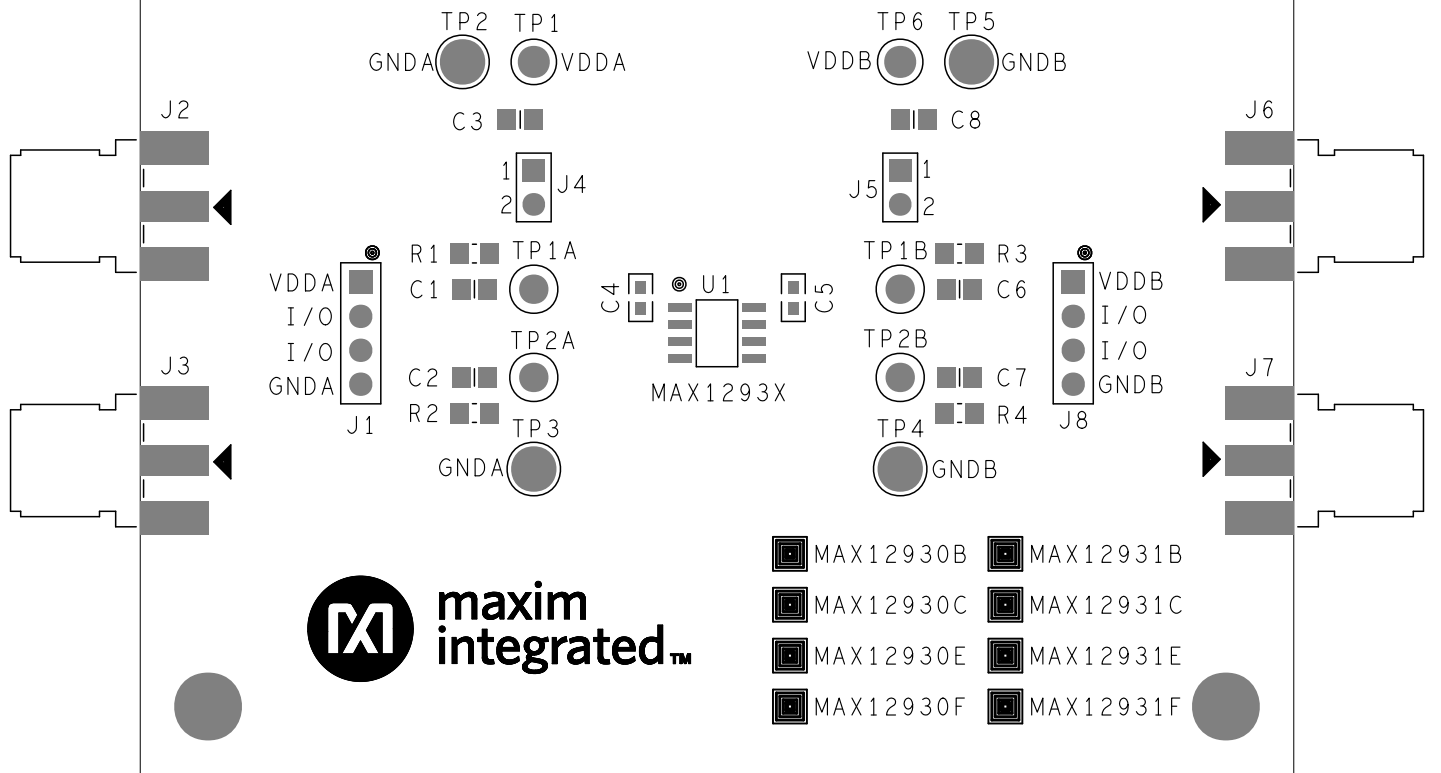 TP2 TP1 TP6 TP5
GNDA VDDA VDDB GNDB
C3 C8
J2 J6
1 J4 J5 1
2 2
R1 TP1A TP1B R3
VDDA C1 C4 U1 C5 C6 VDDB
I/O I/O
I/O TP2A TP2B I/O
J3 J7
GNDA C2 C7 GNDB
MAX1293X
J1 R2 R4 J8
TP3 TP4
GNDA GNDB
MAX12930B MAX12931B
MAX12930C MAX12931C
MAX12930E MAX12931E
MAX12930F MAX12931F
maxim
integrated™